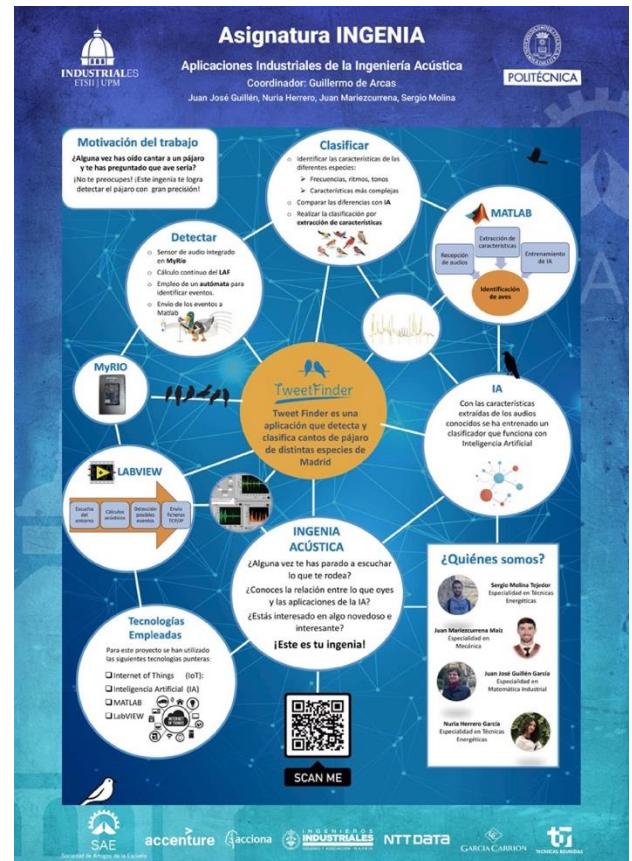 INDUSTRIALES
ETSII | UPM
Asignatura INGENIA
Aplicaciones Industriales de la Ingeniería Acústica
Coordinador: Guillermo de Arcas
Juan José Guillén, Nuria Herrero, Juan Mariezcurrena, Sergio Molina
POLITÉCNICA
Motivación del trabajo
¿Alguna vez has oído cantar a un pájaro
y te has preguntado que ave sería?
¡No te preocupes! ¡Este ingenia te logra
detectar el pájaro con gran precisión!
Clasificar
Identificar las características de las
diferentes especies:
Frecuencias, ritmos, tonos
Características más complejas
Comparar las diferencias con IA
Realizar la clasificación por
extracción de características
MATLAB
Recepción
de audios
Extracción de
características
Entrenamiento
de IA
Identificación
de aves
Detectar
Sensor de audio integrado
en MyRio
Cálculo continuo del LAF
Empleo de un autómata para
identificar eventos.
Envío de los eventos a
Matlab
MyRIO
TweetFinder
Tweet Finder es una
aplicación que detecta y
clasifica cantos de pájaro
de distintas especies de
Madrid
IA
Con las características
extraídas de los audios
conocidos se ha entrenado un
clasificador que funciona con
Inteligencia Artificial
LABVIEW
Escucha
del
entorno
Cálculos
acústicos
Detección
posibles
eventos
Envío
ficheros
TCP/IP
INGENIA
ACÚSTICA
¿Alguna vez te has parado a escuchar
lo que te rodea?
¿Conoces la relación entre lo que oyes
y las aplicaciones de la IA?
¿Estás interesado en algo novedoso e
interesante?
¡Este es tu ingenia!
¿Quiénes somos?
Sergio Molina Tejedor
Especialidad en Técnicas
Energéticas
Juan Mariezcurrena Maíz
Especialidad en
Mecánica
Juan José Guillén García
Especialidad en
Matemática Industrial
Nuria Herrero García
Especialidad en Técnicas
Energéticas
Tecnologías
Empleadas
Para este proyecto se han utilizado
las siguientes tecnologías punteras:
Internet of Things (IoT):
Inteligencia Artificial (IA)
MATLAB
LabVIEW
INTERNET
OF THINGS
SCAN ME
SAE
Sociedad de Amigos de la Escuela
accenture
acciona
INGENIEROS
INDUSTRIALES
NTT DATA
GARCIA CARRION
TECNICAS REUNIDAS